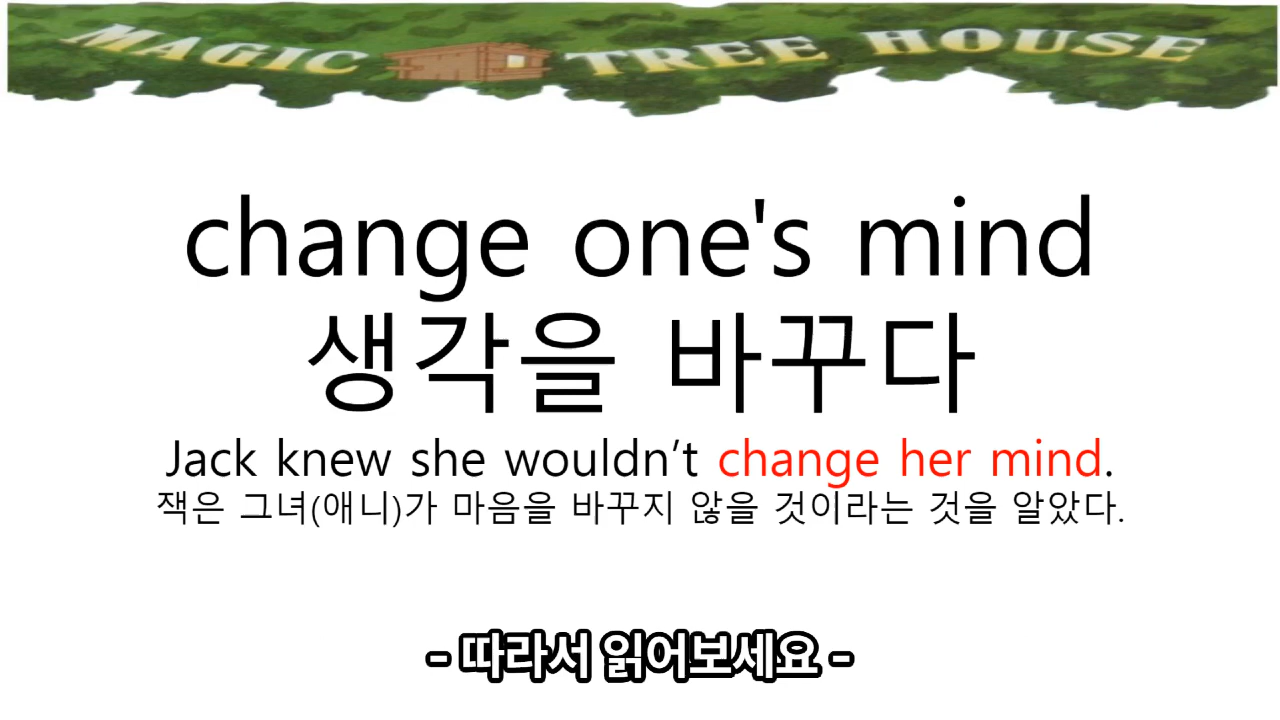 MAGIC TREE HOUSE
change one's mind
생각을 바꾸다
Jack knew she wouldn’t change her mind.
잭은 그녀(애니)가 마음을 바꾸지 않을 것이라는 것을 알았다.
- 따라서 읽어보세요 -